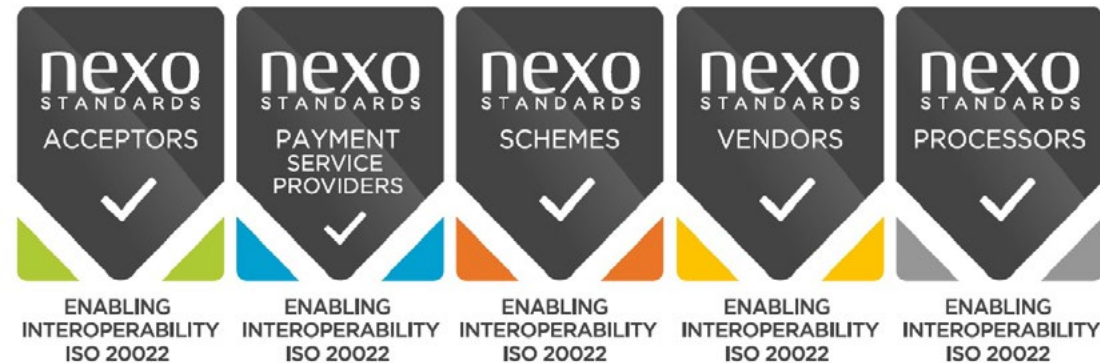 nexo
STANDARDS
ACCEPTORS
ENABLING
INTEROPERABILITY
ISO 20022
nexo
STANDARDS
PAYMENT
SERVICE
PROVIDERS
ENABLING
INTEROPERABILITY
ISO 20022
nexo
STANDARDS
SCHEMES
ENABLING
INTEROPERABILITY
ISO 20022
nexo
STANDARDS
VENDORS
ENABLING
INTEROPERABILITY
ISO 20022
nexo
STANDARDS
PROCESSORS
ENABLING
INTEROPERABILITY
ISO 20022